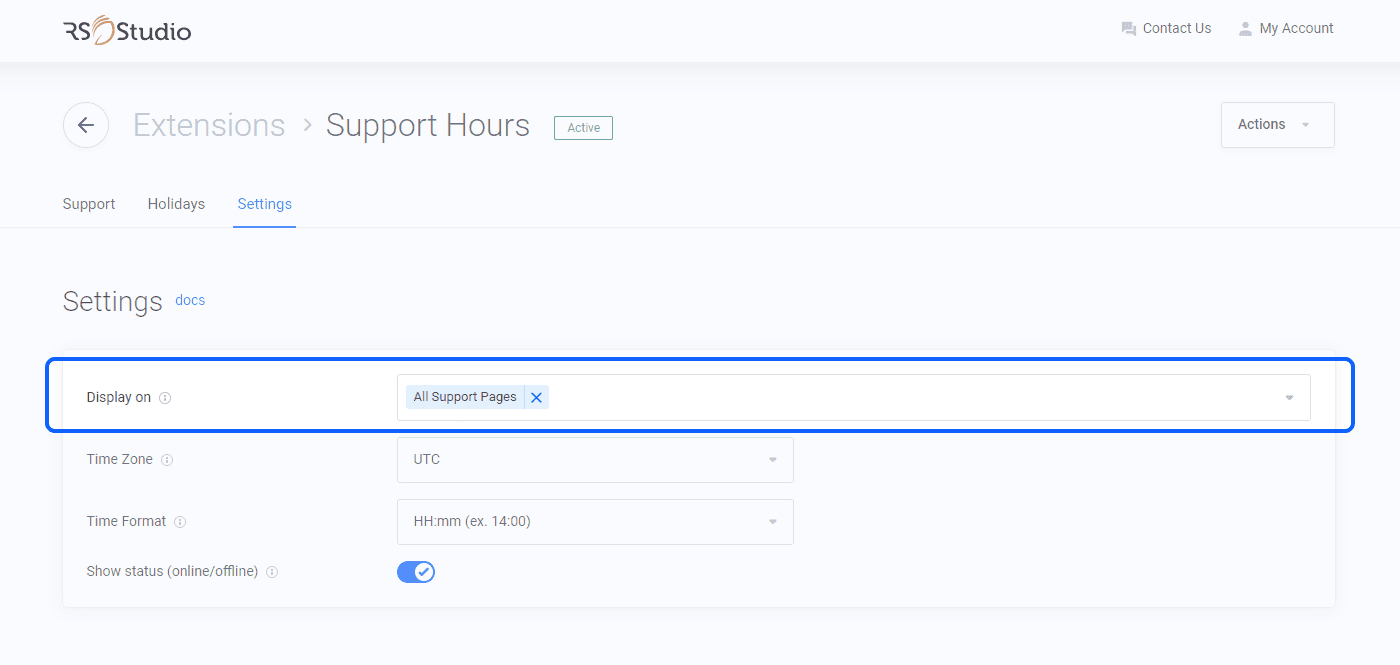 RS Studio
Contact Us
My Account
Extensions > Support Hours
Active
Actions
Support
Holidays
Settings
Settings
docs
Display on
All Support Pages
Time Zone
UTC
Time Format
HH:mm (ex. 14:00)
Show status (online/offline)